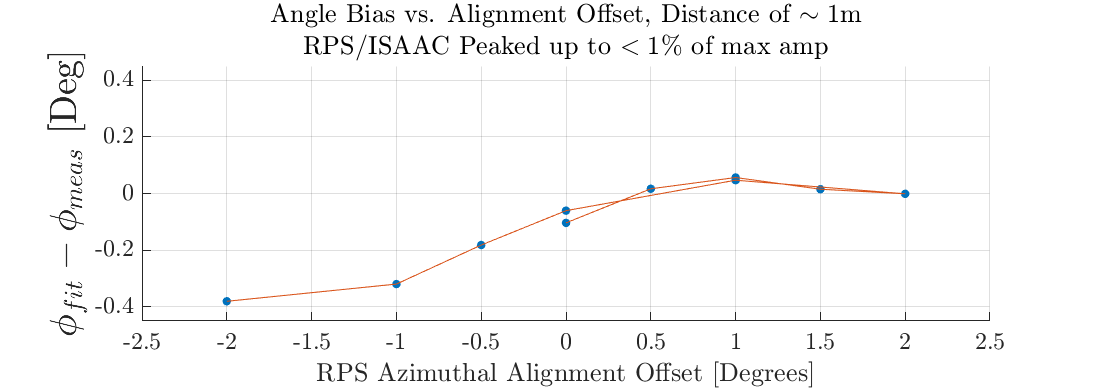 Angle Bias vs. Alignment Offset, Distance of ∼ 1m
RPS/ISAAC Peaked up to < 1% of max amp
ϕ_fit − ϕ_meas [Deg]
0.4
0.2
0
-0.2
-0.4
-2.5 -2 -1.5 -1 -0.5 0 0.5 1 1.5 2 2.5
RPS Azimuthal Alignment Offset [Degrees]